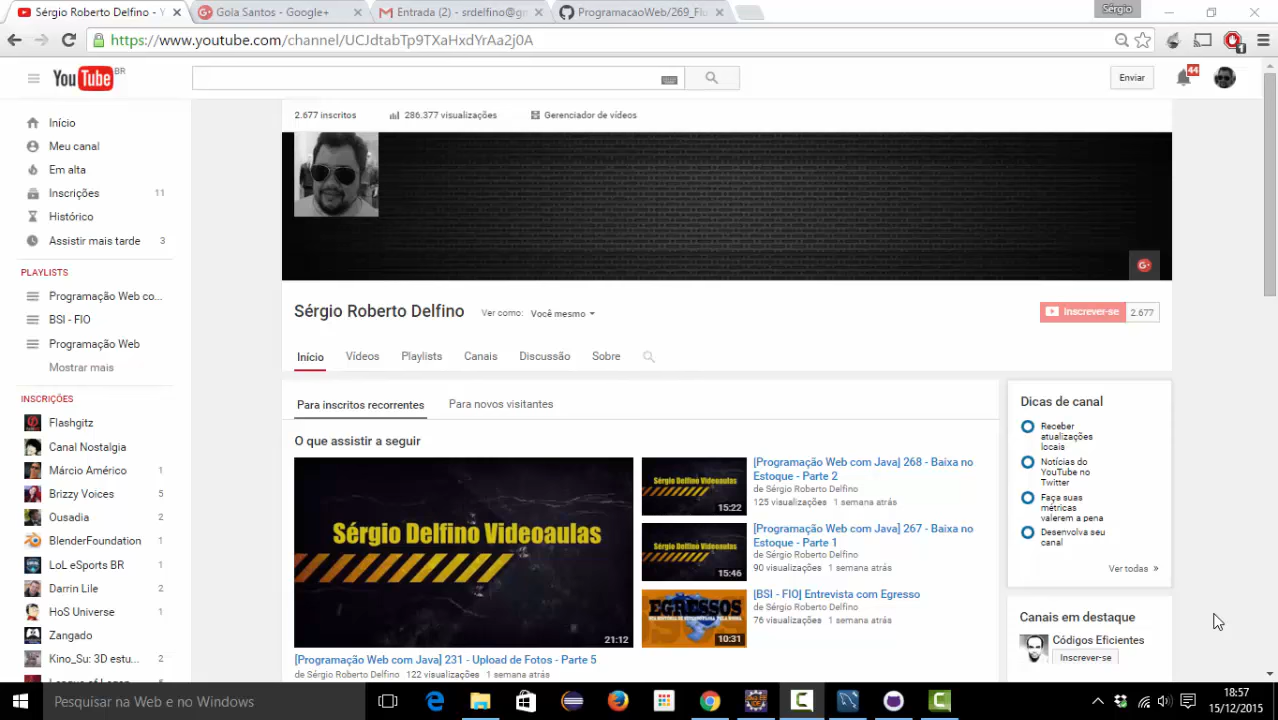 Sérgio Roberto Delfino - Y
Gola Santos - Google+
Entrada (2) - srdelfino@gm
ProgramacaoWeb/269_Flu
Sérgio
https://www.youtube.com/channel/UCJdtabTp9TXaHxdYrAa2j0A
1
YouTube BR
Enviar
44
Início
Meu canal
Em alta
Inscrições 11
Histórico
Assistir mais tarde 3
PLAYLISTS
Programação Web co...
BSI - FIO
Programação Web
Mostrar mais
INSCRIÇÕES
Flashgitz
Canal Nostalgia
Márcio Américo 1
Brizzy Voices 5
Ousadia 2
BlenderFoundation 1
LoL eSports BR 1
Darrin Lile 2
HoS Universe 1
Zangado
Kino_Su: 3D estu... 2
2.677 inscritos
286.377 visualizações
Gerenciador de vídeos
G+
Sérgio Roberto Delfino
Ver como: Você mesmo
Inscrever-se 2.677
Início
Vídeos
Playlists
Canais
Discussão
Sobre
Para inscritos recorrentes
Para novos visitantes
O que assistir a seguir
Sérgio Delfino Videoaulas
21:12
[Programação Web com Java] 231 - Upload de Fotos - Parte 5
de Sérgio Roberto Delfino 122 visualizações 1 semana atrás
Sérgio Delfino Videoaulas
15:22
[Programação Web com Java] 268 - Baixa no
Estoque - Parte 2
de Sérgio Roberto Delfino
125 visualizações 1 semana atrás
Sérgio Delfino Videoaulas
15:46
[Programação Web com Java] 267 - Baixa no
Estoque - Parte 1
de Sérgio Roberto Delfino
90 visualizações 1 semana atrás
EGRESSOS
10:31
[BSI - FIO] Entrevista com Egresso
de Sérgio Roberto Delfino
76 visualizações 1 semana atrás
Dicas de canal
Receber
atualizações
locais
Notícias do
YouTube no
Twitter
Faça suas
métricas
valerem a pena
Desenvolva seu
canal
Ver todas »
Canais em destaque
Códigos Eficientes
Inscrever-se
Pesquisar na Web e no Windows
18:57
15/12/2015